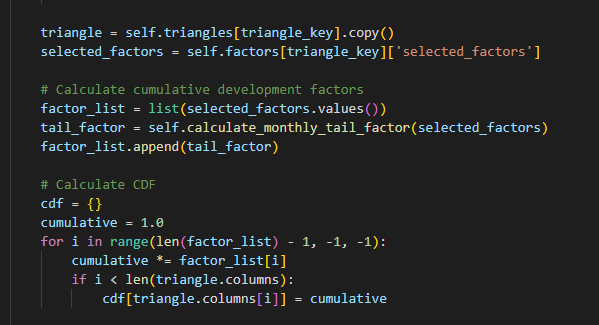 triangle = self.triangles[triangle_key].copy()
selected_factors = self.factors[triangle_key]['selected_factors']
# Calculate cumulative development factors
factor_list = list(selected_factors.values())
tail_factor = self.calculate_monthly_tail_factor(selected_factors)
factor_list.append(tail_factor)
# Calculate CDF
cdf = {}
cumulative = 1.0
for i in range(len(factor_list) - 1, -1, -1):
    cumulative *= factor_list[i]
    if i < len(triangle.columns):
        cdf[triangle.columns[i]] = cumulative